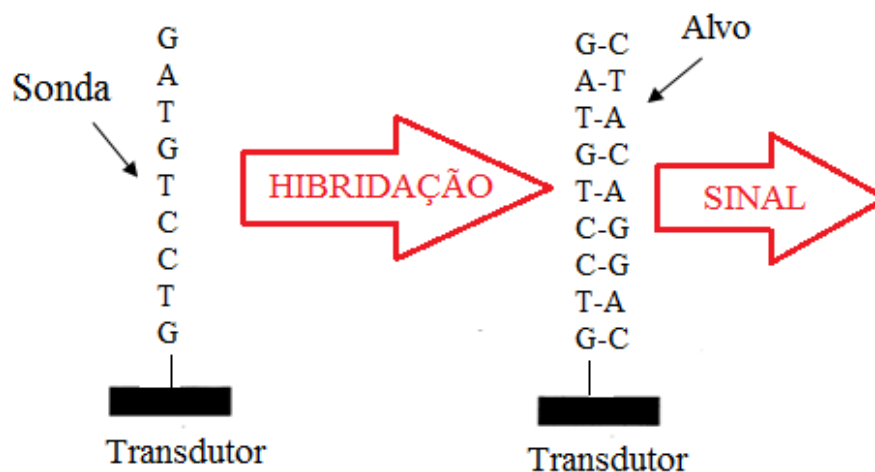 Sonda
G
A
T
G
T
C
C
T
G
Transdutor
HIBRIDAÇÃO
Alvo
G-C
A-T
T-A
G-C
T-A
C-G
C-G
T-A
G-C
Transdutor
SINAL